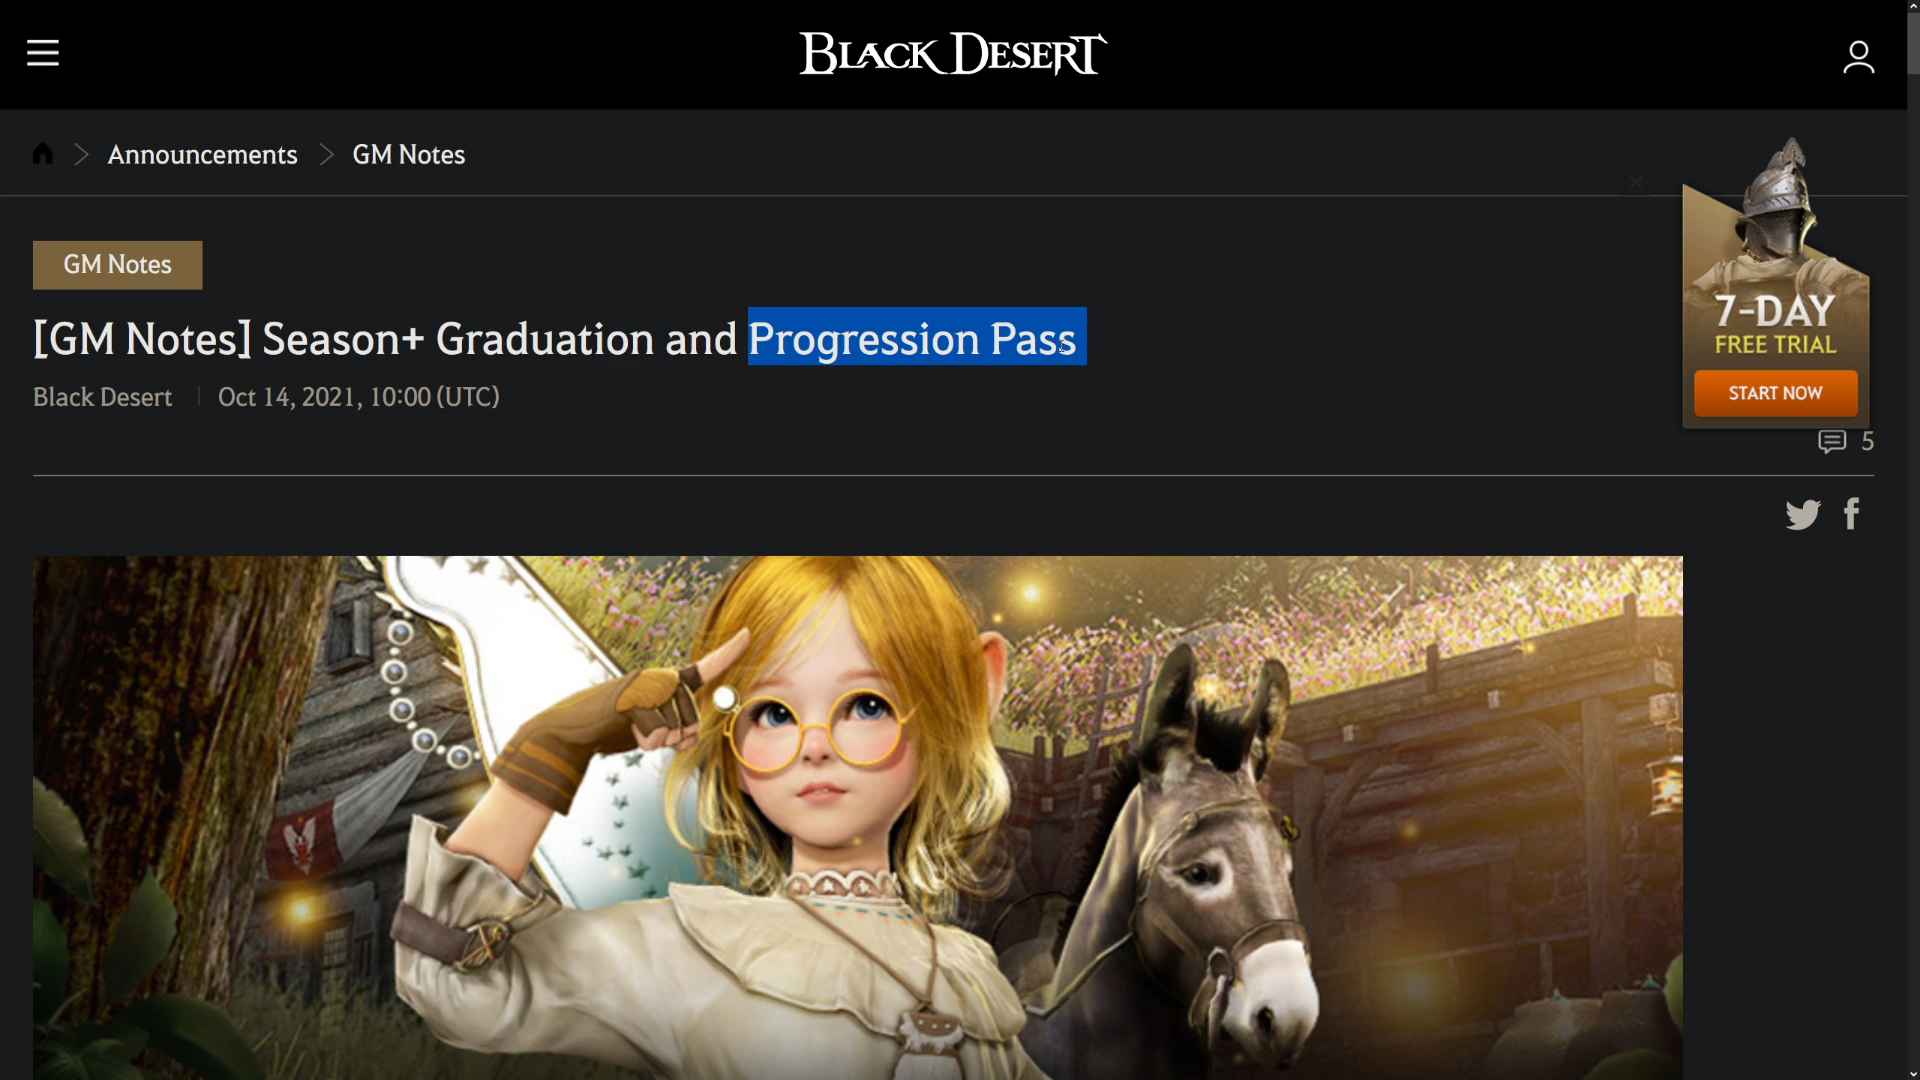 BLACK DESERT
Announcements GM Notes
GM Notes
[GM Notes] Season+ Graduation and Progression Pass
Black Desert Oct 14, 2021, 10:00 (UTC)
7-DAY
FREE TRIAL
START NOW
5